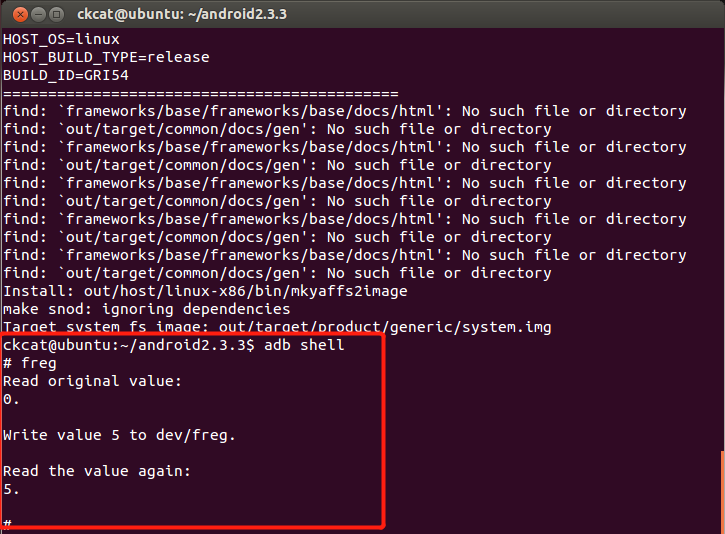 ckcat@ubuntu: ~/android2.3.3
HOST_OS=linux
HOST_BUILD_TYPE=release
BUILD_ID=GRI54
============================================
find: `frameworks/base/frameworks/base/docs/html': No such file or directory
find: `out/target/common/docs/gen': No such file or directory
find: `frameworks/base/frameworks/base/docs/html': No such file or directory
find: `out/target/common/docs/gen': No such file or directory
find: `frameworks/base/frameworks/base/docs/html': No such file or directory
find: `out/target/common/docs/gen': No such file or directory
find: `frameworks/base/frameworks/base/docs/html': No such file or directory
find: `out/target/common/docs/gen': No such file or directory
find: `frameworks/base/frameworks/base/docs/html': No such file or directory
find: `out/target/common/docs/gen': No such file or directory
Install: out/host/linux-x86/bin/mkyaffs2image
make snod: ignoring dependencies
Target system fs image: out/target/product/generic/system.img
ckcat@ubuntu:~/android2.3.3$ adb shell
# freg
Read original value:
0.
Write value 5 to dev/freg.
Read the value again:
5.
#